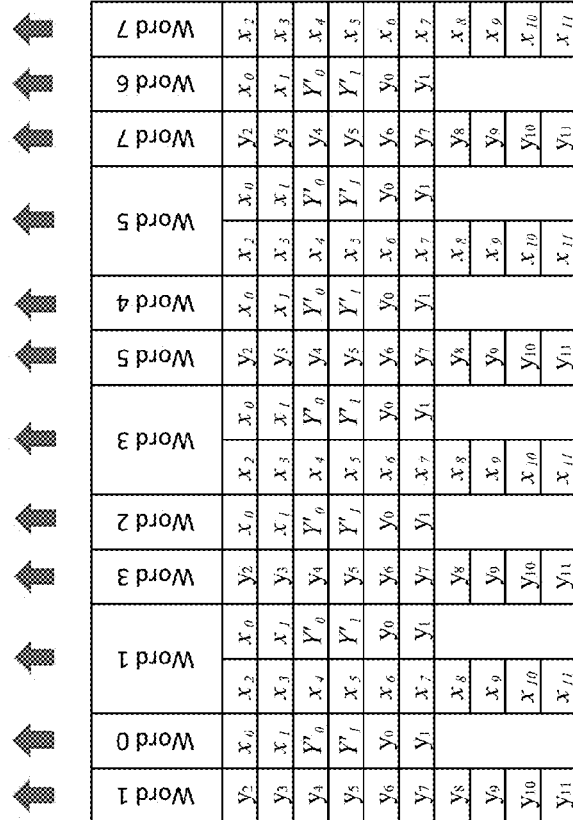 Word 7 x₂ x₃ x₄ x₅ x₆ x₇ x₈ x₉ x₁₀ x₁₁
Word 6 x₀ x₁ Y'₀ Y'₁ y₀ y₁
Word 7 y₂ y₃ y₄ y₅ y₆ y₇ y₈ y₉ y₁₀ y₁₁
Word 5 x₀ x₁ Y'₀ Y'₁ y₀ y₁
x₂ x₃ x₄ x₅ x₆ x₇ x₈ x₉ x₁₀ x₁₁
Word 4 x₀ x₁ Y'₀ Y'₁ y₀ y₁
Word 5 y₂ y₃ y₄ y₅ y₆ y₇ y₈ y₉ y₁₀ y₁₁
Word 3 x₀ x₁ Y'₀ Y'₁ y₀ y₁
x₂ x₃ x₄ x₅ x₆ x₇ x₈ x₉ x₁₀ x₁₁
Word 2 x₀ x₁ Y'₀ Y'₁ y₀ y₁
Word 3 y₂ y₃ y₄ y₅ y₆ y₇ y₈ y₉ y₁₀ y₁₁
Word 1 x₀ x₁ Y'₀ Y'₁ y₀ y₁
x₂ x₃ x₄ x₅ x₆ x₇ x₈ x₉ x₁₀ x₁₁
Word 0 x₀ x₁ Y'₀ Y'₁ y₀ y₁
Word 1 y₂ y₃ y₄ y₅ y₆ y₇ y₈ y₉ y₁₀ y₁₁